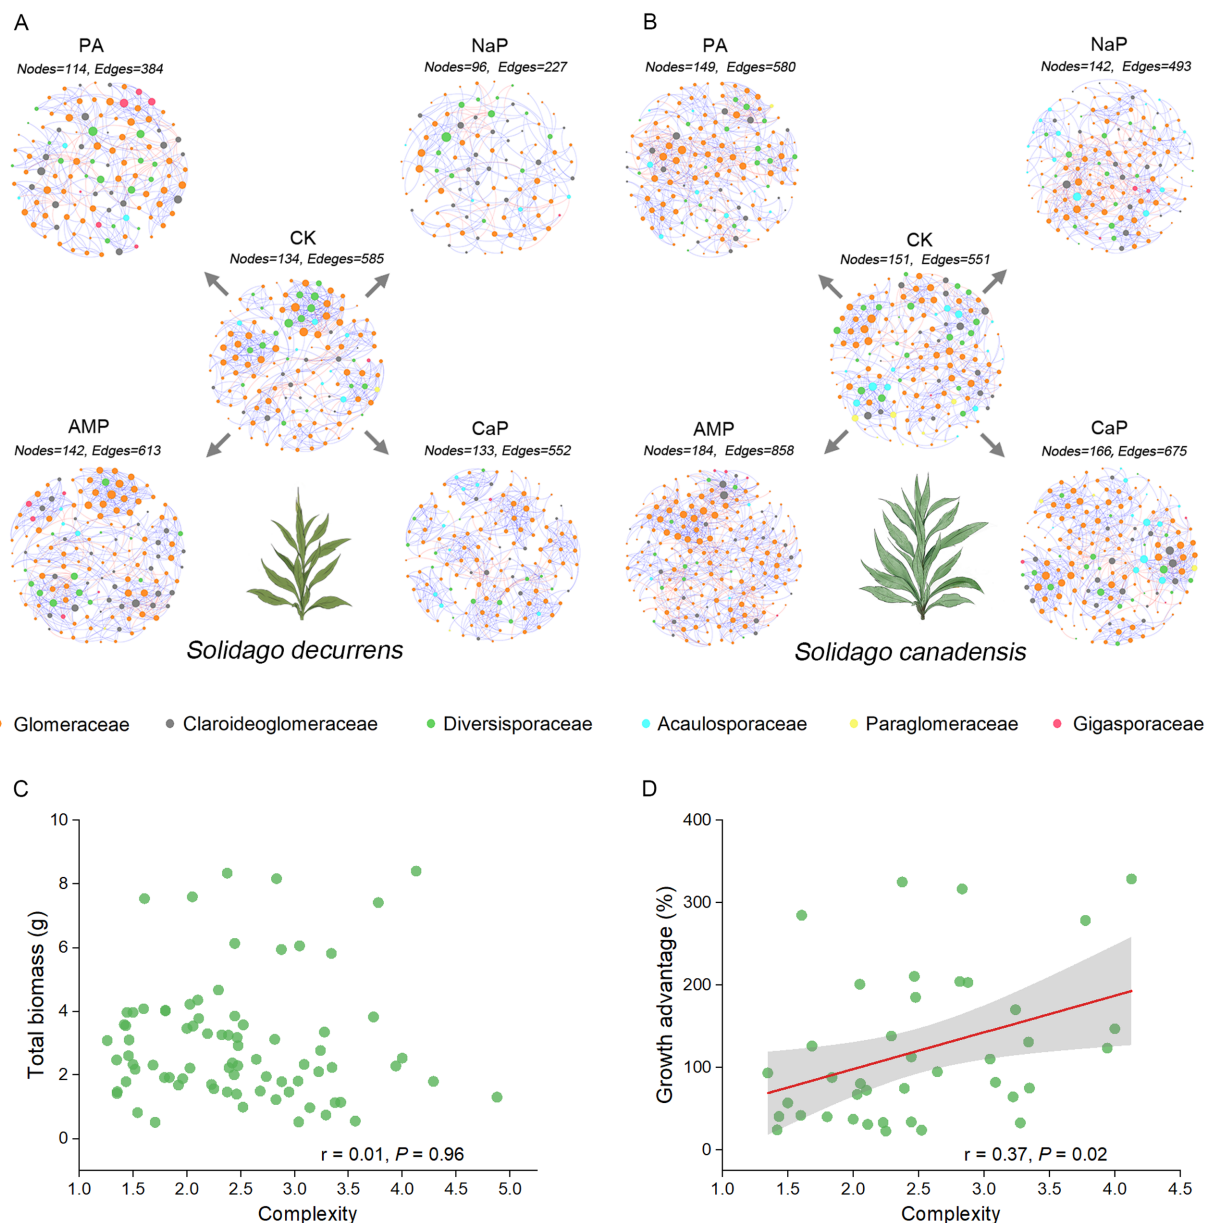 A
PA
Nodes=114, Edges=384
NaP
Nodes=96, Edges=227
CK
Nodes=134, Edeges=585
AMP
Nodes=142, Edges=613
CaP
Nodes=133, Edges=552
Solidago decurrens
B
PA
Nodes=149, Edges=580
NaP
Nodes=142, Edges=493
CK
Nodes=151, Edges=551
AMP
Nodes=184, Edges=858
CaP
Nodes=166, Edges=675
Solidago canadensis
Glomeraceae Claroideoglomeraceae Diversisporaceae Acaulosporaceae Paraglomeraceae Gigasporaceae
C
Total biomass (g)
10
8
6
4
2
0
r = 0.01, P = 0.96
1.0 1.5 2.0 2.5 3.0 3.5 4.0 4.5 5.0
Complexity
D
Growth advantage (%)
400
300
200
100
0
r = 0.37, P = 0.02
1.0 1.5 2.0 2.5 3.0 3.5 4.0 4.5
Complexity